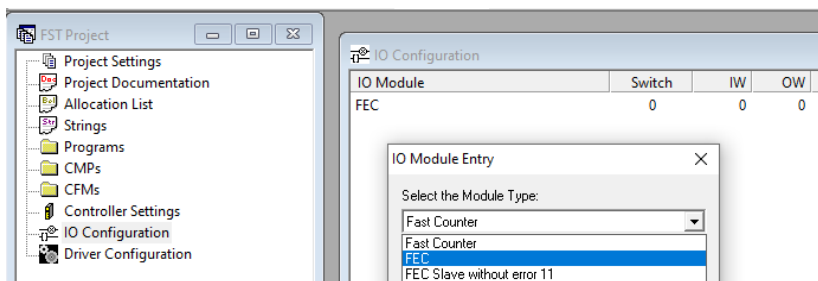 FST Project
Project Settings
Project Documentation
Allocation List
Strings
Programs
CMPs
CFMs
Controller Settings
IO Configuration
Driver Configuration
IO Configuration
IO Module Switch IW OW
FEC 0 0 0
IO Module Entry
Select the Module Type:
Fast Counter
Fast Counter
FEC
FEC Slave without error 11